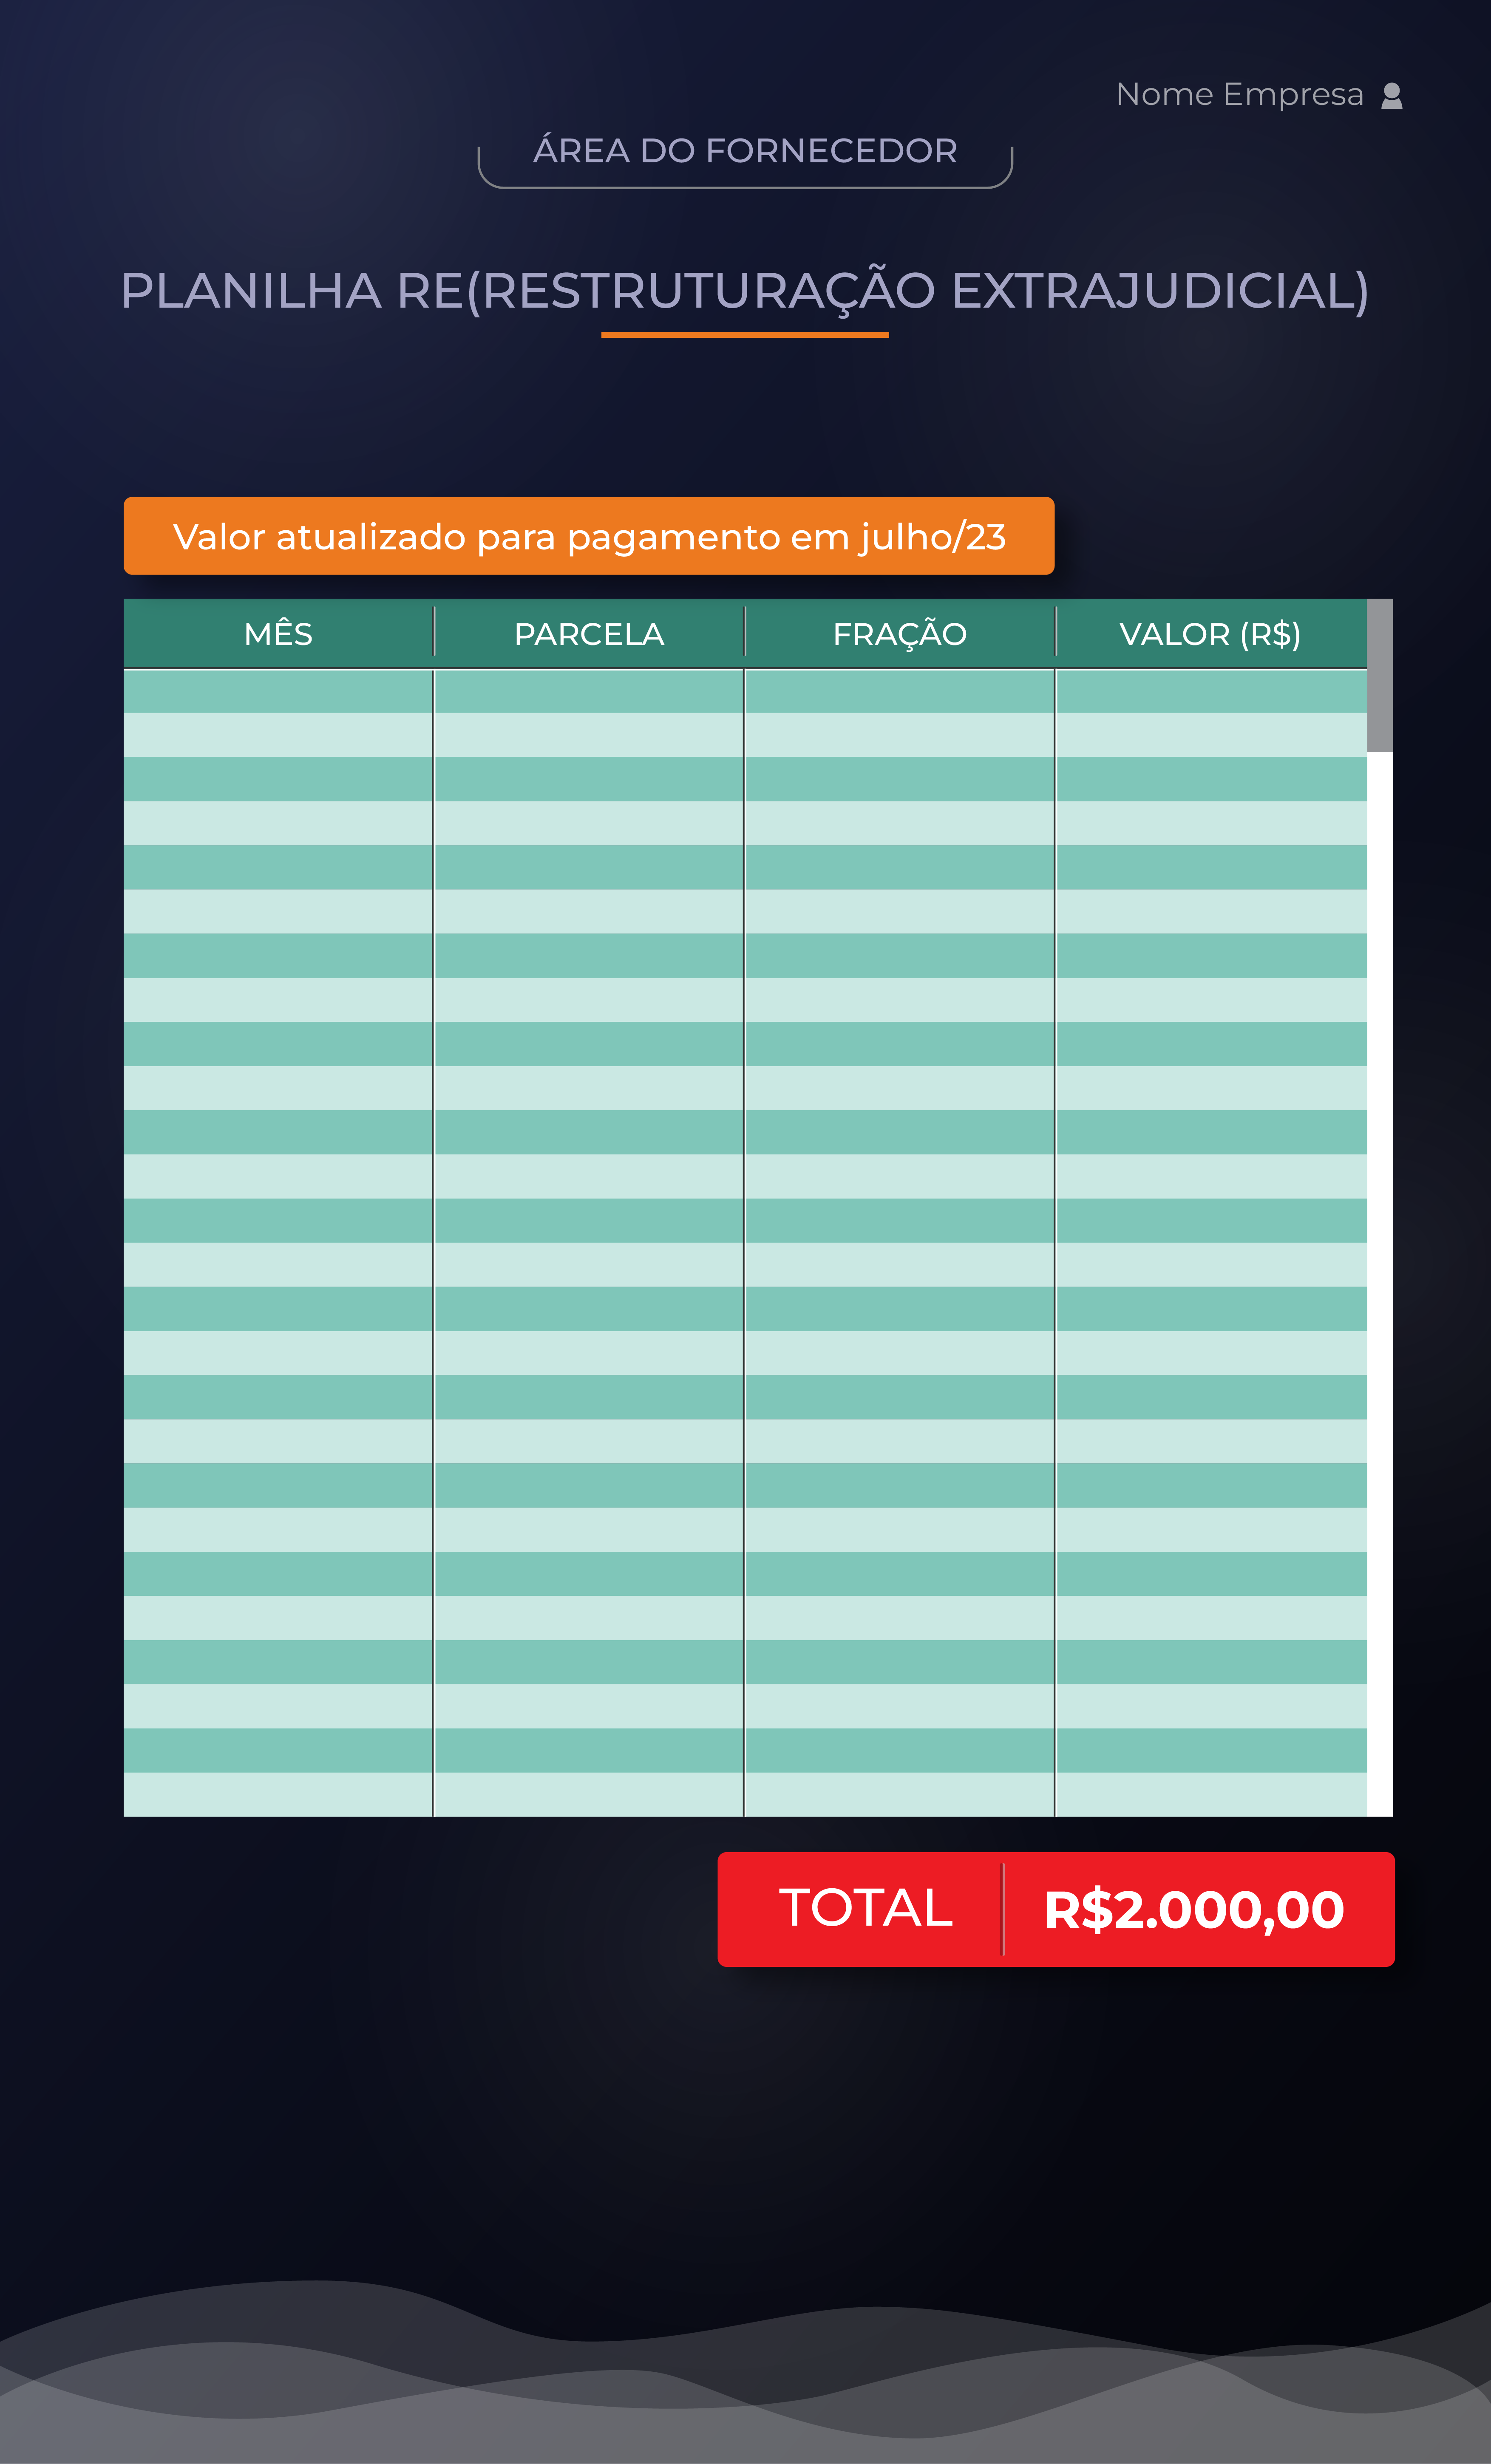 Nome Empresa
ÁREA DO FORNECEDOR
PLANILHA RE(RESTRUTURAÇÃO EXTRAJUDICIAL)
Valor atualizado para pagamento em julho/23
MÊS PARCELA FRAÇÃO VALOR (R$)
TOTAL R$2.000,00